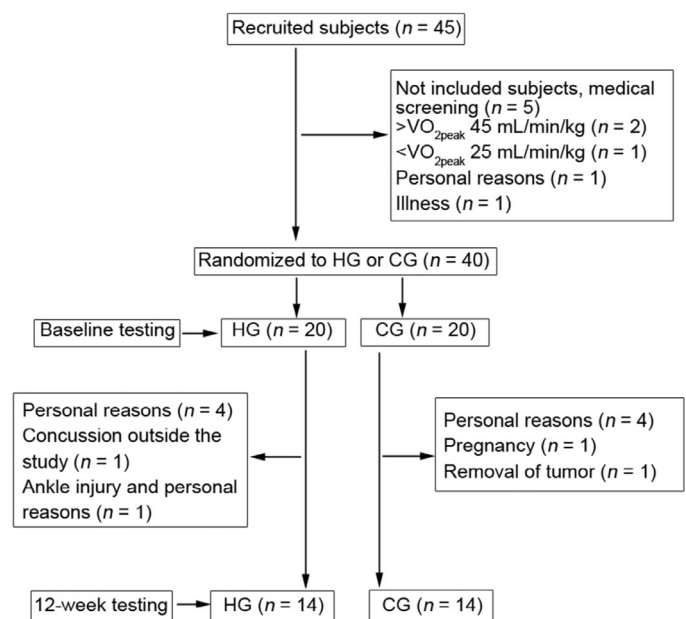 Recruited subjects (n = 45)
Not included subjects, medical
screening (n = 5)
>VO2peak 45 mL/min/kg (n = 2)
<VO2peak 25 mL/min/kg (n = 1)
Personal reasons (n = 1)
Illness (n = 1)
Randomized to HG or CG (n = 40)
Baseline testing
HG (n = 20)
CG (n = 20)
Personal reasons (n = 4)
Concussion outside the
study (n = 1)
Ankle injury and personal
reasons (n = 1)
Personal reasons (n = 4)
Pregnancy (n = 1)
Removal of tumor (n = 1)
12-week testing
HG (n = 14)
CG (n = 14)